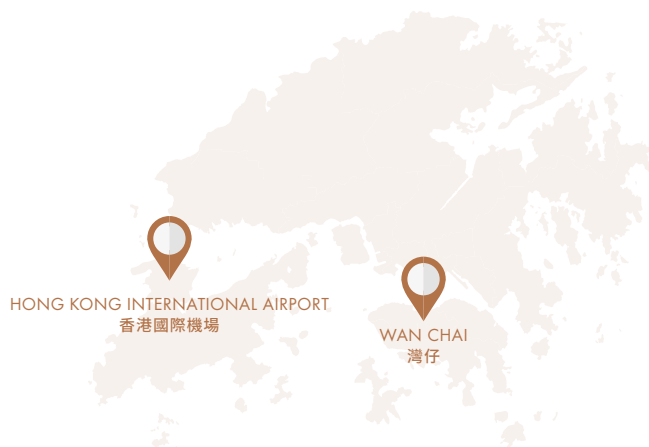 HONG KONG INTERNATIONAL AIRPORT
香港國際機場
WAN CHAI
灣仔